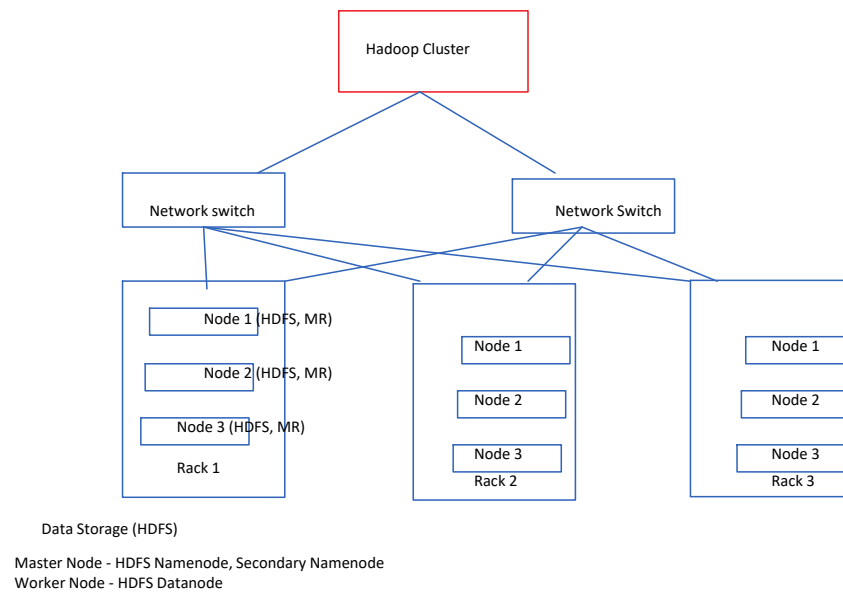 Hadoop Cluster
Network switch
Network Switch
Node 1 (HDFS, MR)
Node 2 (HDFS, MR)
Node 3 (HDFS, MR)
Rack 1
Node 1
Node 2
Node 3
Rack 2
Node 1
Node 2
Node 3
Rack 3
Data Storage (HDFS)
Master Node - HDFS Namenode, Secondary Namenode
Worker Node - HDFS Datanode